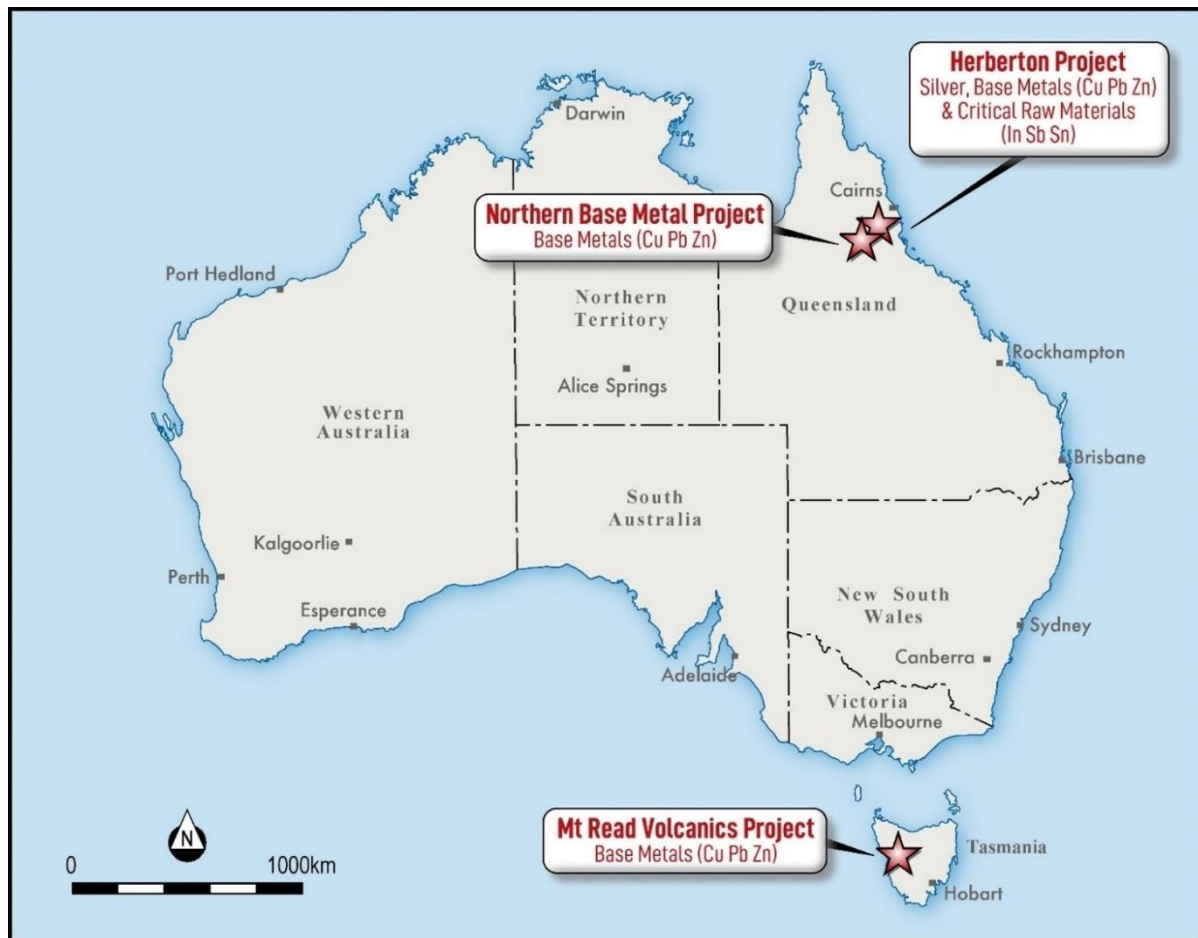 Herberton Project
Silver, Base Metals (Cu Pb Zn)
& Critical Raw Materials
(In Sb Sn)
Darwin
Cairns
Northern Base Metal Project
Base Metals (Cu Pb Zn)
Port Hedland
Northern
Territory
Queensland
Rockhampton
Alice Springs
Western
Australia
Brisbane
South
Australia
Kalgoorlie
Perth
Esperance
New South
Wales
Sydney
Canberra
Adelaide
Victoria
Melbourne
Mt Read Volcanics Project
Base Metals (Cu Pb Zn)
Tasmania
Hobart
N
0 1000km